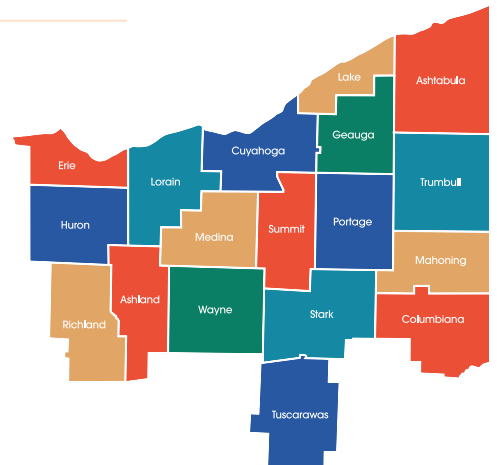 Lake
Ashtabula
Geauga
Cuyahoga
Erie
Lorain
Trumbull
Huron
Medina
Summit
Portage
Mahoning
Ashland
Wayne
Stark
Columbiana
Richland
Tuscarawas